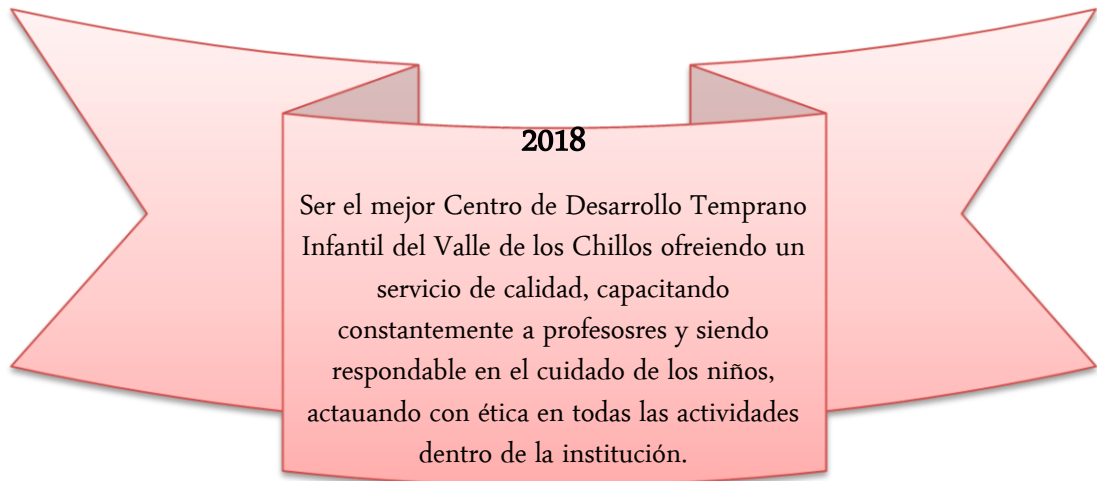 2018
Ser el mejor Centro de Desarrollo Temprano
Infantil del Valle de los Chillos ofreiendo un
servicio de calidad, capacitando
constantemente a profesosres y siendo
respondable en el cuidado de los niños,
actauando con ética en todas las actividades
dentro de la institución.